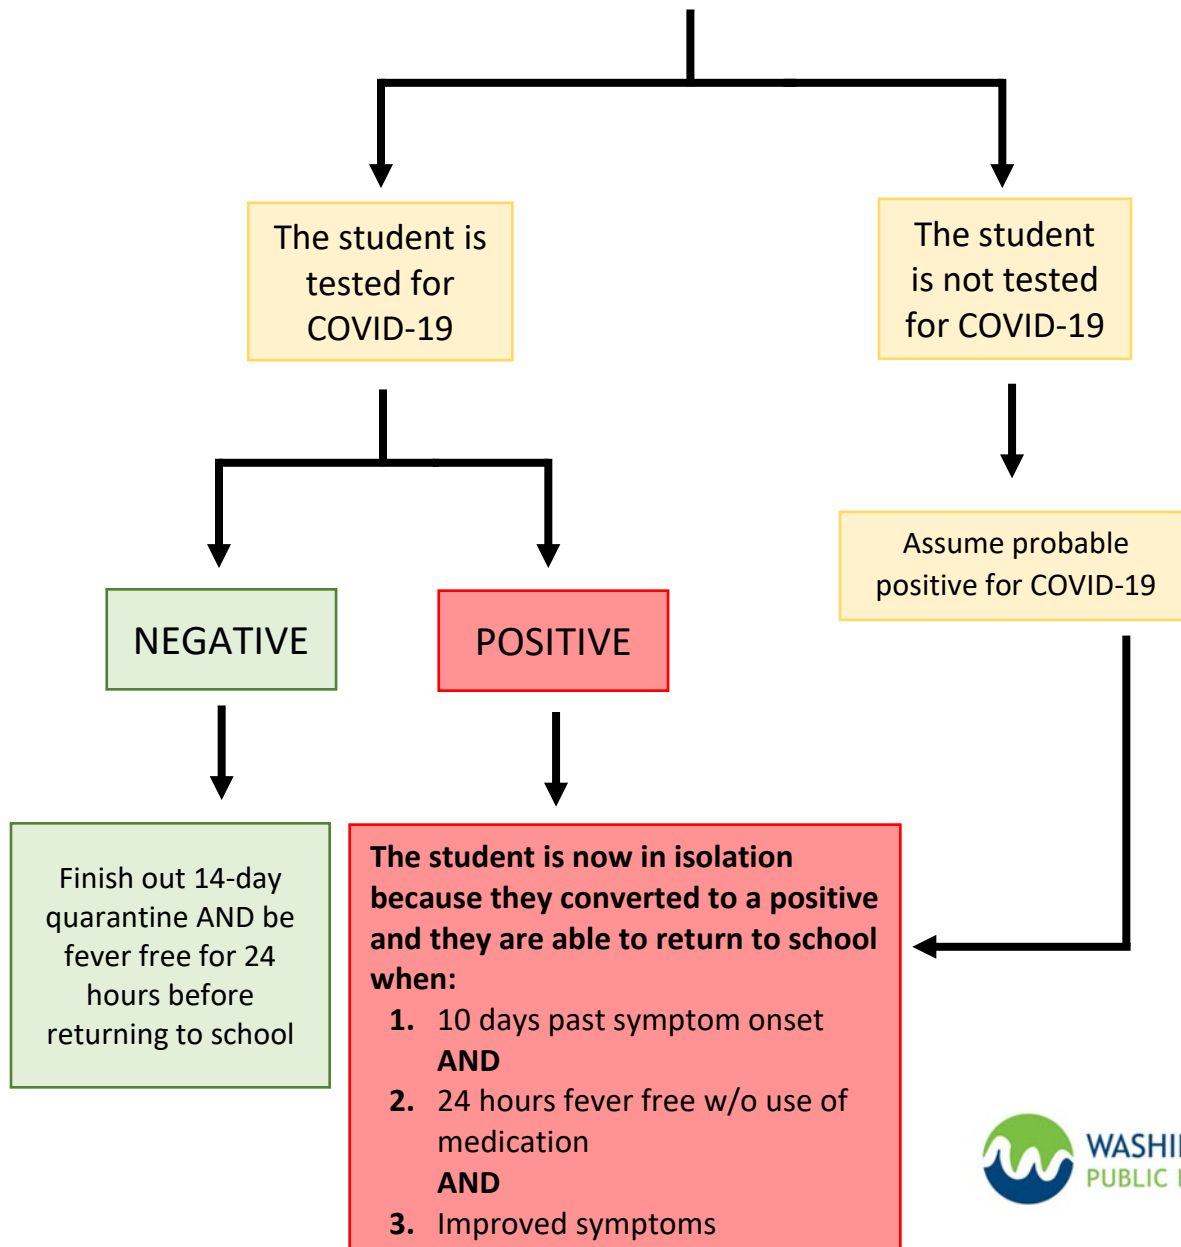 The student is
tested for
COVID-19
The student
is not tested
for COVID-19
Assume probable
positive for COVID-19
NEGATIVE
POSITIVE
Finish out 14-day
quarantine AND be
fever free for 24
hours before
returning to school
The student is now in isolation
because they converted to a positive
and they are able to return to school
when:
1. 10 days past symptom onset
AND
2. 24 hours fever free w/o use of
medication
AND
3. Improved symptoms
PUBLIC